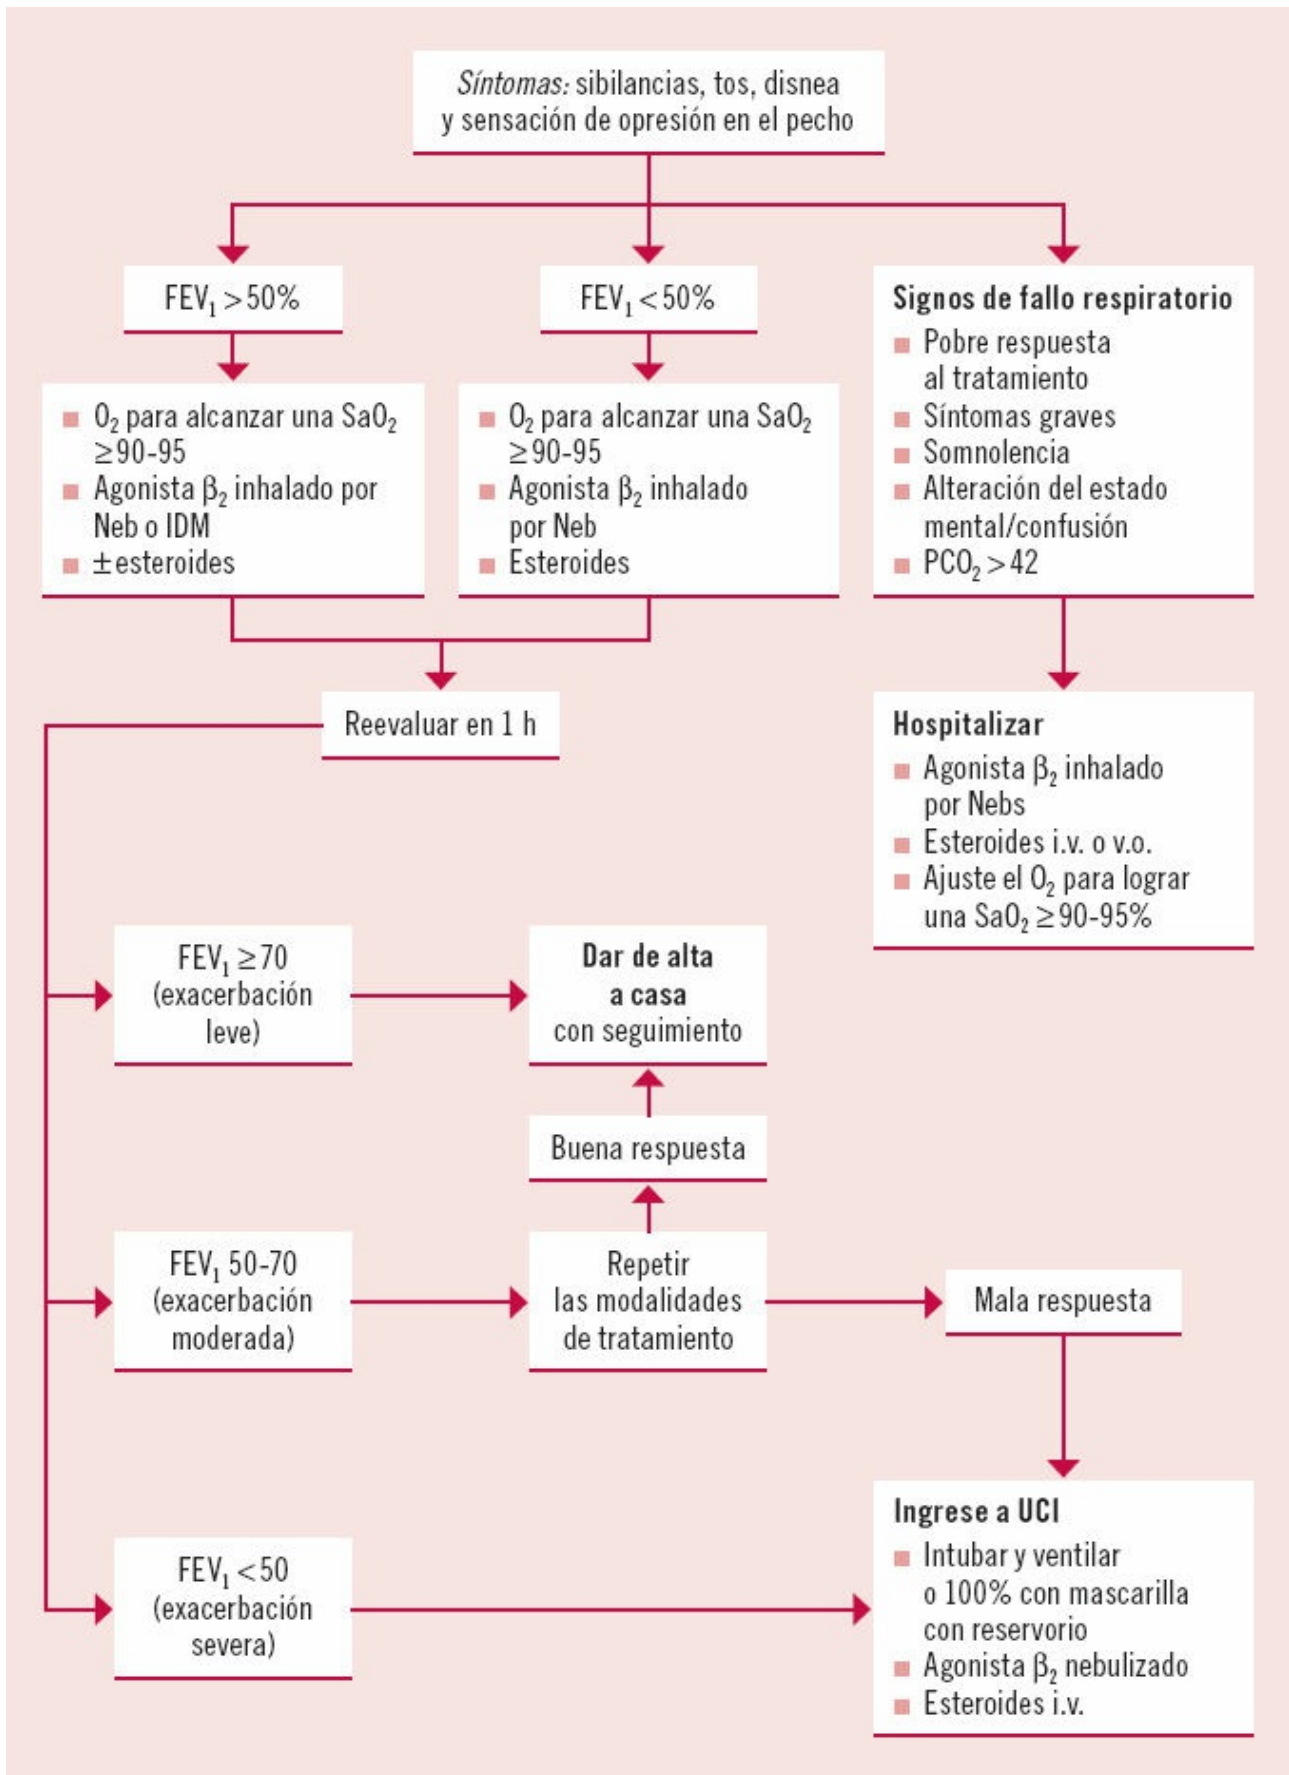 Síntomas: sibilancias, tos, disnea
y sensación de opresión en el pecho
FEV₁ >50%
FEV₁ <50%
Signos de fallo respiratorio
Pobre respuesta
al tratamiento
Síntomas graves
Somnolencia
Alteración del estado
mental/confusión
PCO₂ >42
O₂ para alcanzar una SaO₂
≥90-95
Agonista β₂ inhalado por
Neb o IDM
±esteroides
O₂ para alcanzar una SaO₂
≥90-95
Agonista β₂ inhalado
por Neb
Esteroides
Reevaluar en 1 h
Hospitalizar
Agonista β₂ inhalado
por Nebs
Esteroides i.v. o v.o.
Ajuste el O₂ para lograr
una SaO₂ ≥90-95%
FEV₁ ≥70
(exacerbación
leve)
Dar de alta
a casa
con seguimiento
Buena respuesta
FEV₁ 50-70
(exacerbación
moderada)
Repetir
las modalidades
de tratamiento
Mala respuesta
FEV₁ <50
(exacerbación
severa)
Ingrese a UCI
Intubar y ventilar
o 100% con mascarilla
con reservorio
Agonista β₂ nebulizado
Esteroides i.v.